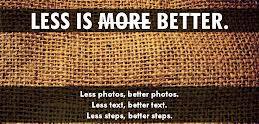 LESS IS MORE BETTER.
Less photos, better photos.
Less text, better text.
Less steps, better steps.